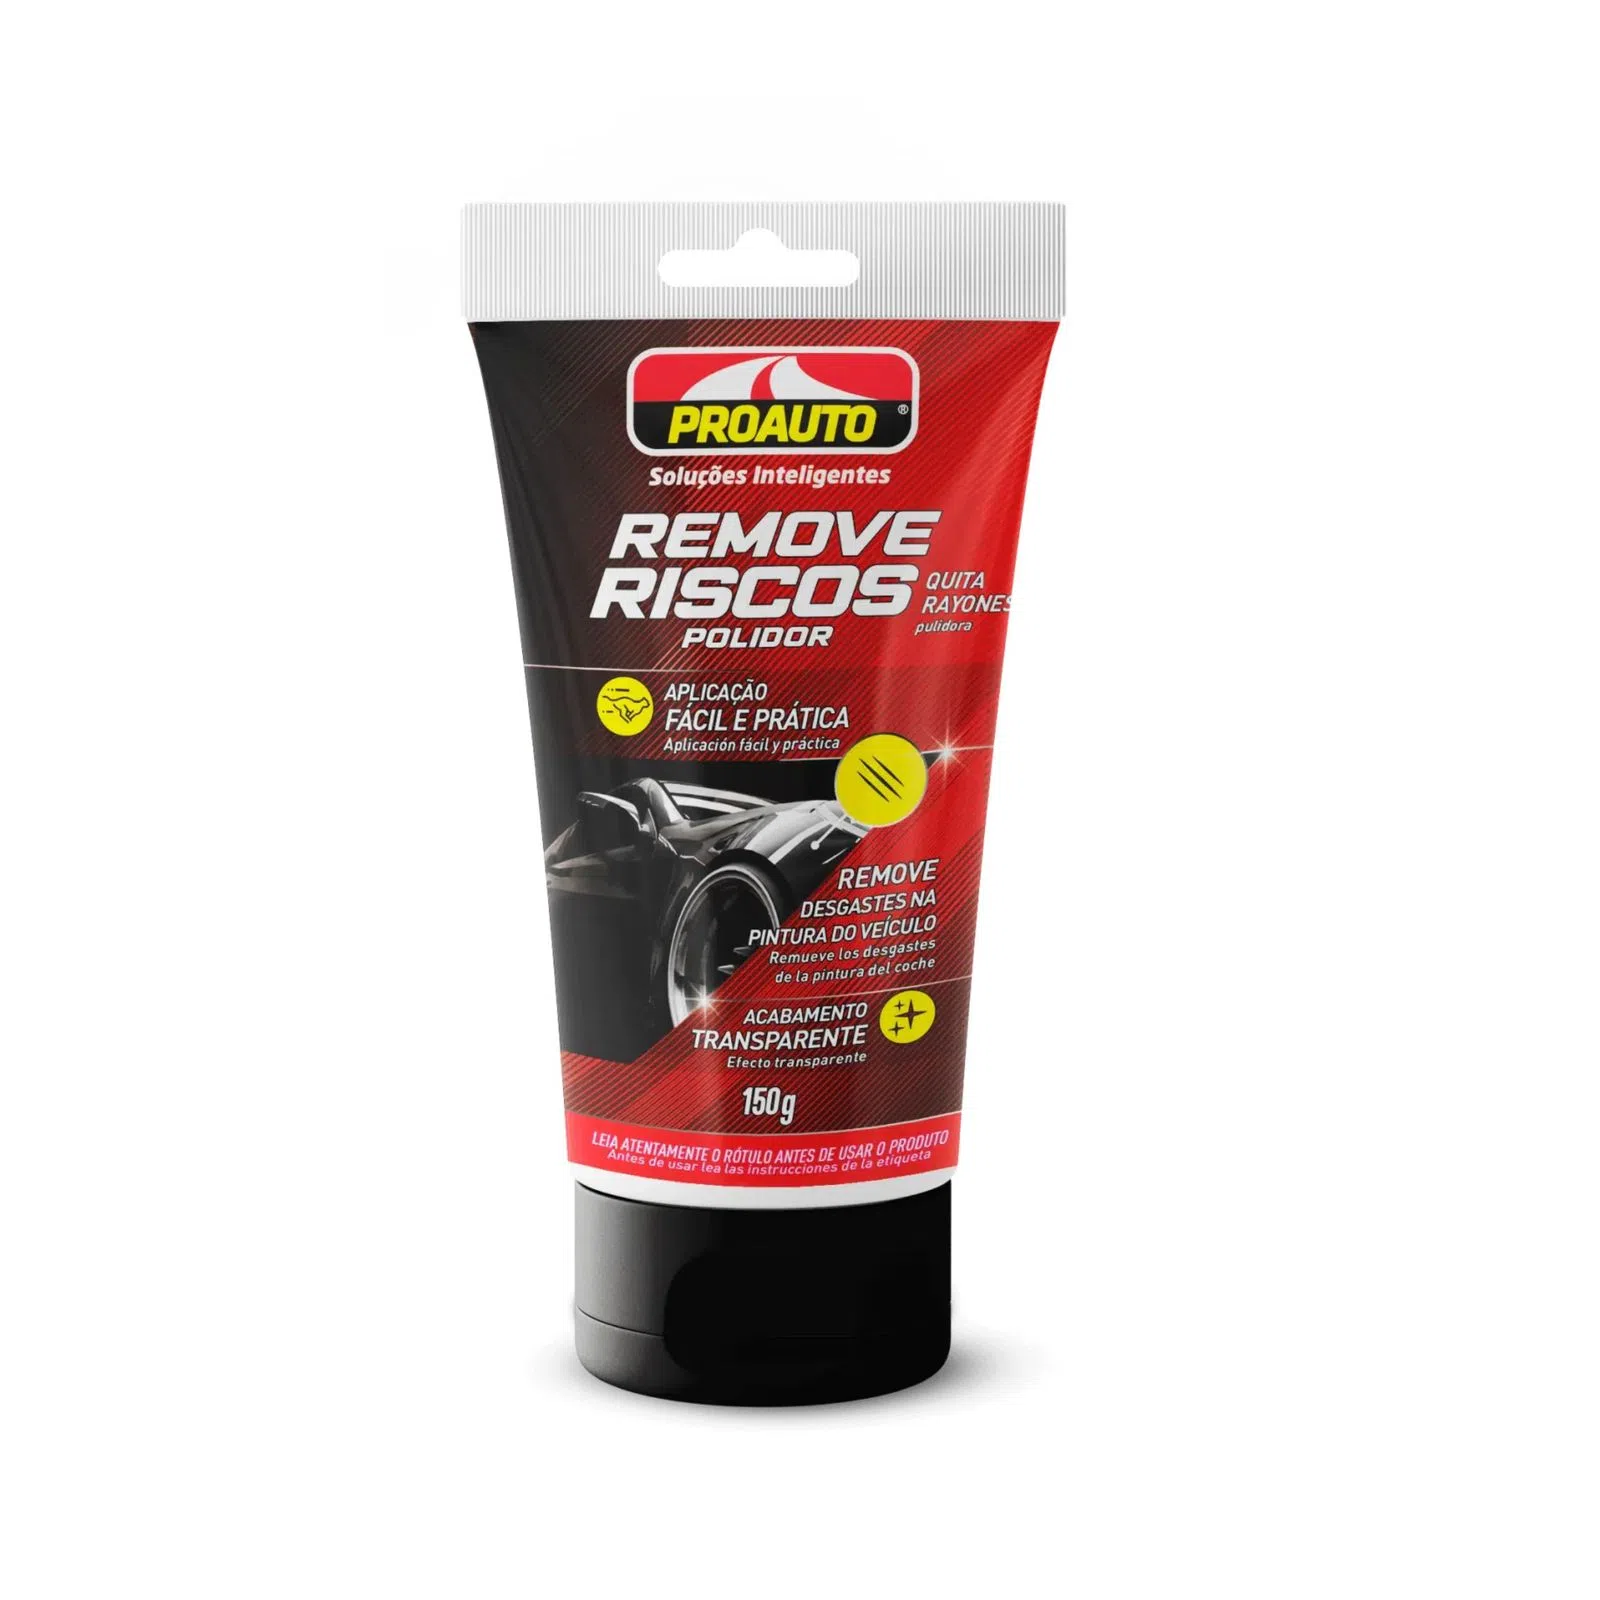 PROAUTO®
Soluções Inteligentes
REMOVE
RISCOS
POLIDOR
QUITA
RAYONES
pulidora
APLICAÇÃO
FÁCIL E PRÁTICA
Aplicación fácil y práctica
REMOVE
DESGASTES NA
PINTURA DO VEÍCULO
Remueve los desgastes
de la pintura del coche
ACABAMENTO
TRANSPARENTE
Efecto transparente
150g
LEIA ATENTAMENTE O RÓTULO ANTES DE USAR O PRODUTO
Antes de usar lea las instrucciones de la etiqueta